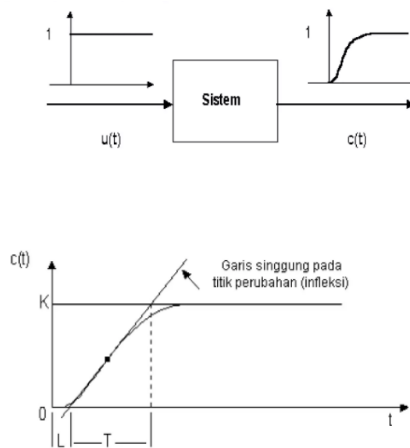 1
1
Sistem
u(t)
c(t)
c(t)
Garis singgung pada
titik perubahan (infleksi)
K
0
t
L
T